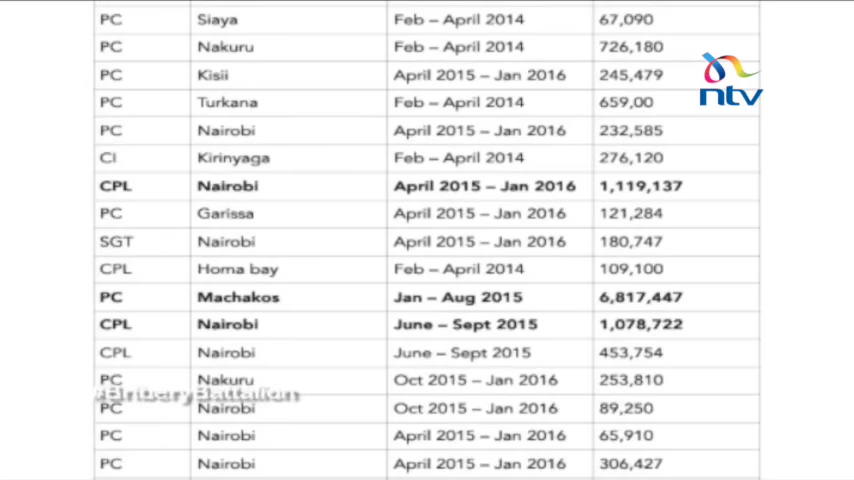 PC Siaya Feb – April 2014 67,090
PC Nakuru Feb – April 2014 726,180
PC Kisii April 2015 – Jan 2016 245,479
PC Turkana Feb – April 2014 659,00
PC Nairobi April 2015 – Jan 2016 232,585
CI Kirinyaga Feb – April 2014 276,120
CPL Nairobi April 2015 – Jan 2016 1,119,137
PC Garissa April 2015 – Jan 2016 121,284
SGT Nairobi April 2015 – Jan 2016 180,747
CPL Homa bay Feb – April 2014 109,100
PC Machakos Jan – Aug 2015 6,817,447
CPL Nairobi June – Sept 2015 1,078,722
CPL Nairobi June – Sept 2015 453,754
PC Nakuru Oct 2015 – Jan 2016 253,810
PC Nairobi Oct 2015 – Jan 2016 89,250
PC Nairobi April 2015 – Jan 2016 65,910
PC Nairobi April 2015 – Jan 2016 306,427
ntv
#BriberyBattalion